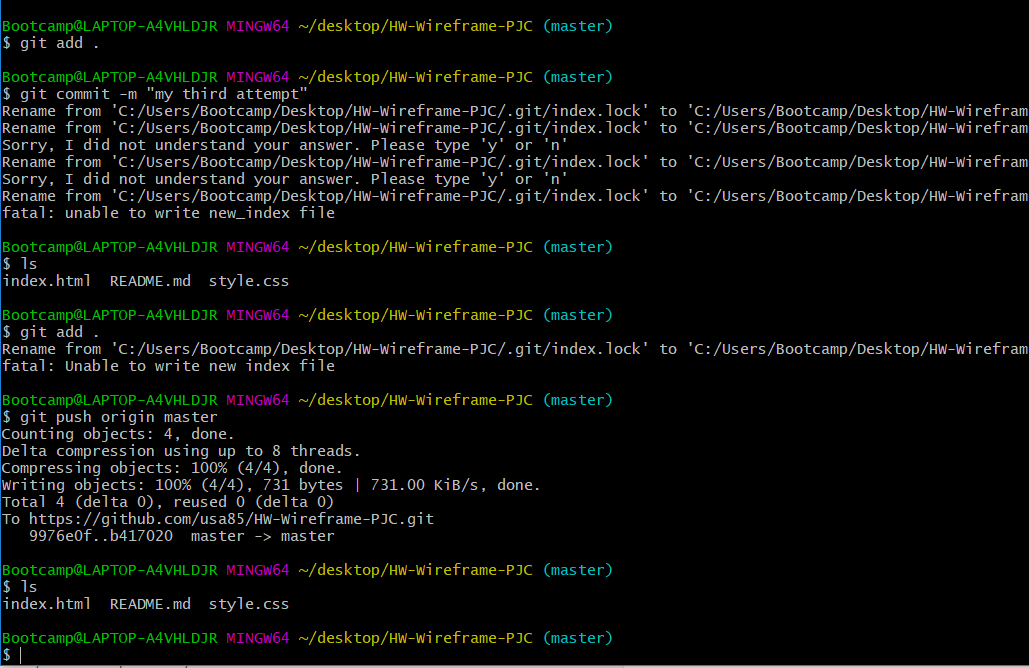 Bootcamp@LAPTOP-A4VHLDJR MINGW64 ~/desktop/HW-Wireframe-PJC (master)
$ git add .
Bootcamp@LAPTOP-A4VHLDJR MINGW64 ~/desktop/HW-Wireframe-PJC (master)
$ git commit -m "my third attempt"
Rename from 'C:/Users/Bootcamp/Desktop/HW-Wireframe-PJC/.git/index.lock' to 'C:/Users/Bootcamp/Desktop/HW-Wirefram
Rename from 'C:/Users/Bootcamp/Desktop/HW-Wireframe-PJC/.git/index.lock' to 'C:/Users/Bootcamp/Desktop/HW-Wirefram
Sorry, I did not understand your answer. Please type 'y' or 'n'
Rename from 'C:/Users/Bootcamp/Desktop/HW-Wireframe-PJC/.git/index.lock' to 'C:/Users/Bootcamp/Desktop/HW-Wirefram
Sorry, I did not understand your answer. Please type 'y' or 'n'
Rename from 'C:/Users/Bootcamp/Desktop/HW-Wireframe-PJC/.git/index.lock' to 'C:/Users/Bootcamp/Desktop/HW-Wirefram
fatal: unable to write new_index file
Bootcamp@LAPTOP-A4VHLDJR MINGW64 ~/desktop/HW-Wireframe-PJC (master)
$ ls
index.html  README.md  style.css
Bootcamp@LAPTOP-A4VHLDJR MINGW64 ~/desktop/HW-Wireframe-PJC (master)
$ git add .
Rename from 'C:/Users/Bootcamp/Desktop/HW-Wireframe-PJC/.git/index.lock' to 'C:/Users/Bootcamp/Desktop/HW-Wirefram
fatal: Unable to write new index file
Bootcamp@LAPTOP-A4VHLDJR MINGW64 ~/desktop/HW-Wireframe-PJC (master)
$ git push origin master
Counting objects: 4, done.
Delta compression using up to 8 threads.
Compressing objects: 100% (4/4), done.
Writing objects: 100% (4/4), 731 bytes | 731.00 KiB/s, done.
Total 4 (delta 0), reused 0 (delta 0)
To https://github.com/usa85/HW-Wireframe-PJC.git
   9976e0f..b417020  master -> master
Bootcamp@LAPTOP-A4VHLDJR MINGW64 ~/desktop/HW-Wireframe-PJC (master)
$ ls
index.html  README.md  style.css
Bootcamp@LAPTOP-A4VHLDJR MINGW64 ~/desktop/HW-Wireframe-PJC (master)
$